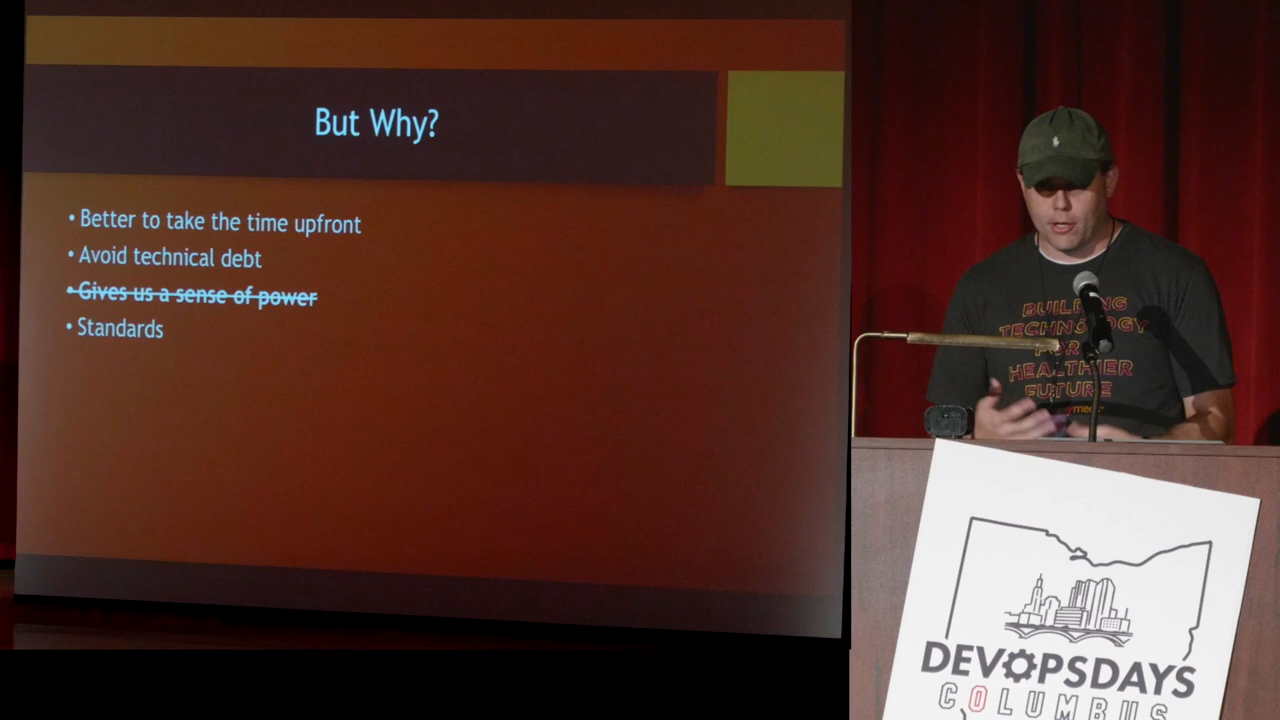 But Why?
• Better to take the time upfront
• Avoid technical debt
• Gives us a sense of power
• Standards
BUILDING
TECHNOLOGY
FOR A
HEALTHIER
FUTURE
DEVOPSDAYS
COLUMBUS